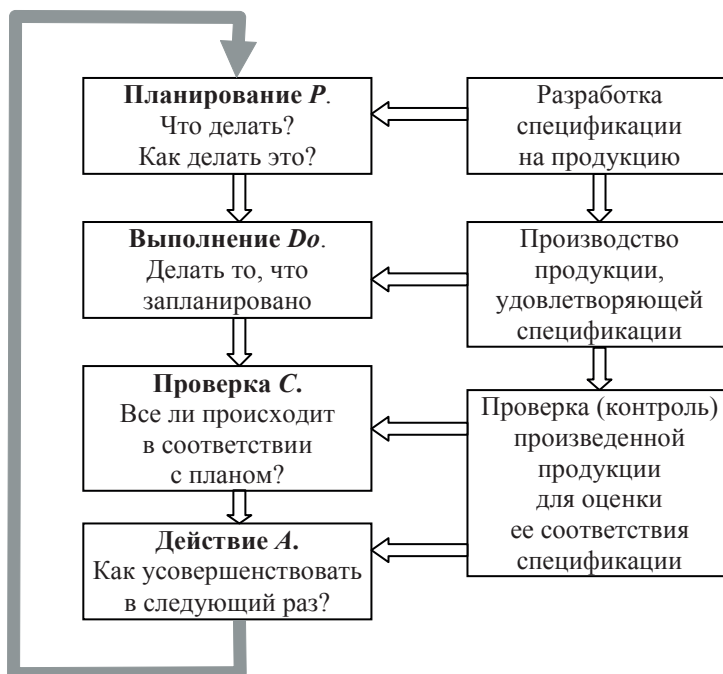 Планирование P.
Что делать?
Как делать это?
Разработка
спецификации
на продукцию
Выполнение Do.
Делать то, что
запланировано
Производство
продукции,
удовлетворяющей
спецификации
Проверка C.
Все ли происходит
в соответствии
с планом?
Проверка (контроль)
произведенной
продукции
для оценки
ее соответствия
спецификации
Действие A.
Как усовершенствовать
в следующий раз?